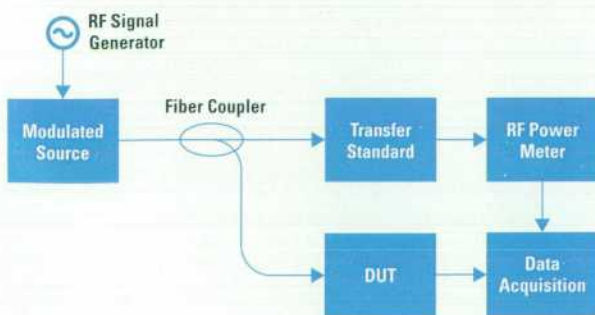 RF Signal
Generator
Fiber Coupler
Modulated
Source
Transfer
Standard
RF Power
Meter
DUT
Data
Acquisition